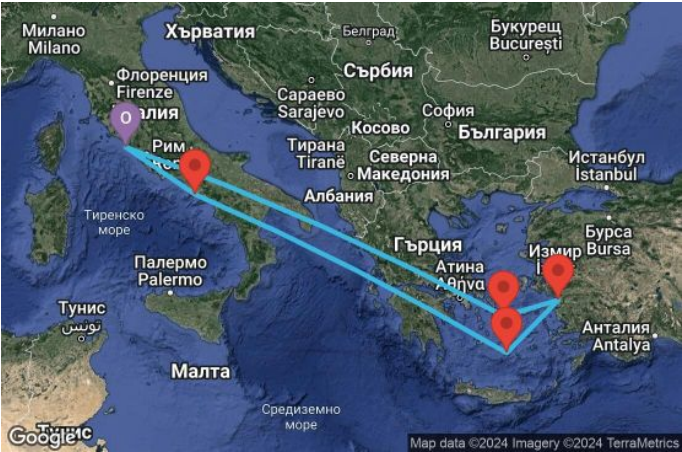 Милано
Milano
Хърватия
Белград
Букурещ
București
Флоренция
Firenze
Сараево
Sarajevo
Сърбия
София
Косово
България
Рим
Тирана
Tiranë
Северна
Македония
Истанбул
İstanbul
Албания
Тиренско
море
Гърция
Бурса
Bursa
Измир
Палермо
Palermo
Атина
Αθήνα
Тунис
تونس
Анталия
Antalya
Малта
Средиземно
море
Тунис
Google
Map data ©2024 Imagery ©2024 TerraMetrics
O